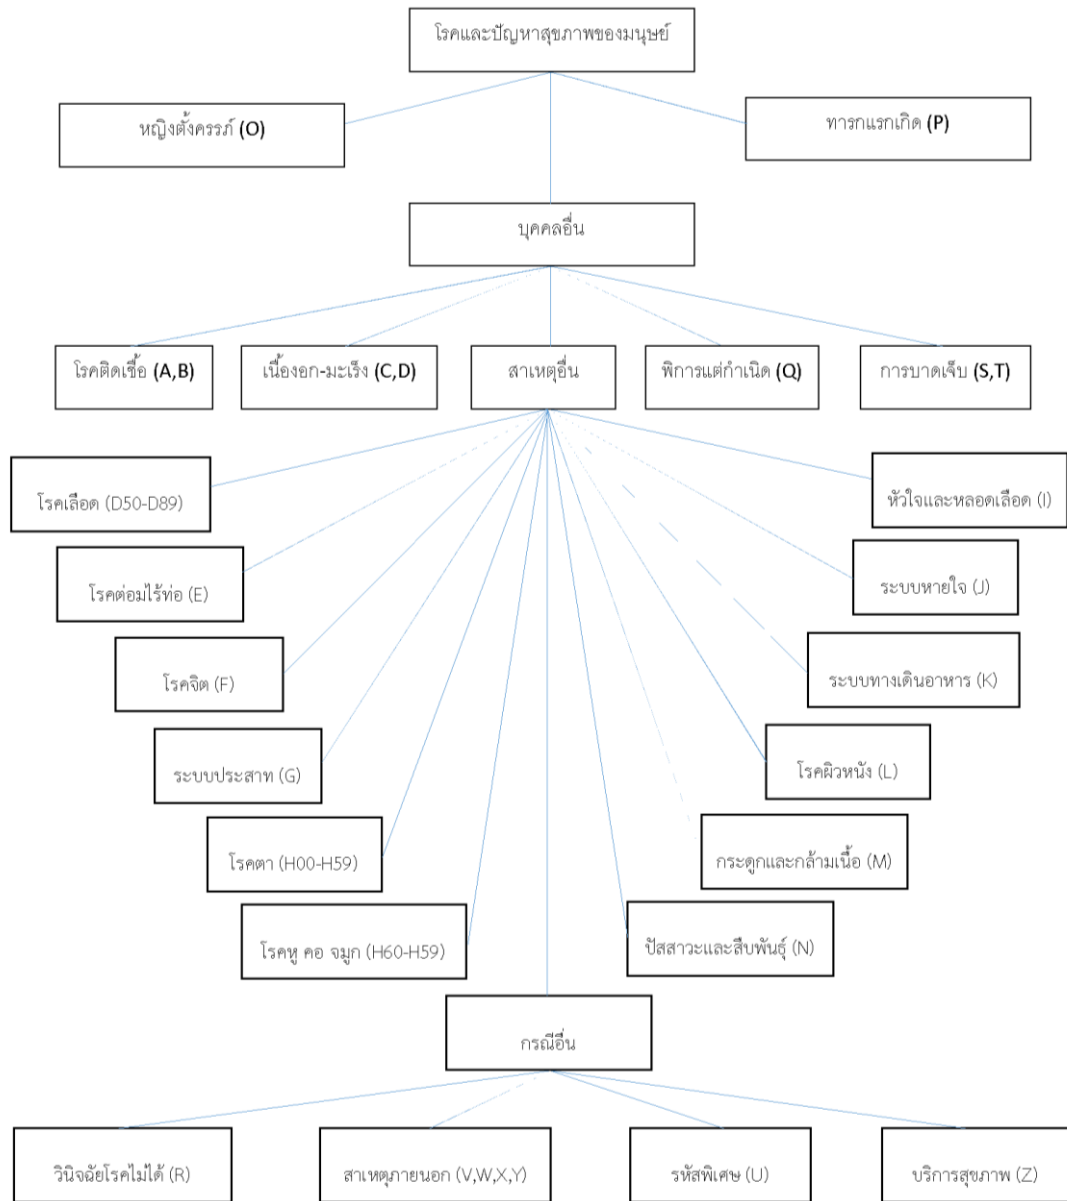 โรคและปัญหาสุขภาพของมนุษย์
หญิงตั้งครรภ์ (O)
ทารกแรกเกิด (P)
บุคคลอื่น
โรคติดเชื้อ (A,B)
เนื้องอก-มะเร็ง (C,D)
สาเหตุอื่น
พิการแต่กำเนิด (Q)
การบาดเจ็บ (S,T)
โรคเลือด (D50-D89)
หัวใจและหลอดเลือด (I)
โรคต่อมไร้ท่อ (E)
ระบบหายใจ (J)
โรคจิต (F)
ระบบทางเดินอาหาร (K)
ระบบประสาท (G)
โรคผิวหนัง (L)
โรคตา (H00-H59)
กระดูกและกล้ามเนื้อ (M)
โรคหู คอ จมูก (H60-H59)
ปัสสาวะและสืบพันธุ์ (N)
กรณีอื่น
วินิจฉัยโรคไม่ได้ (R)
สาเหตุภายนอก (V,W,X,Y)
รหัสพิเศษ (U)
บริการสุขภาพ (Z)